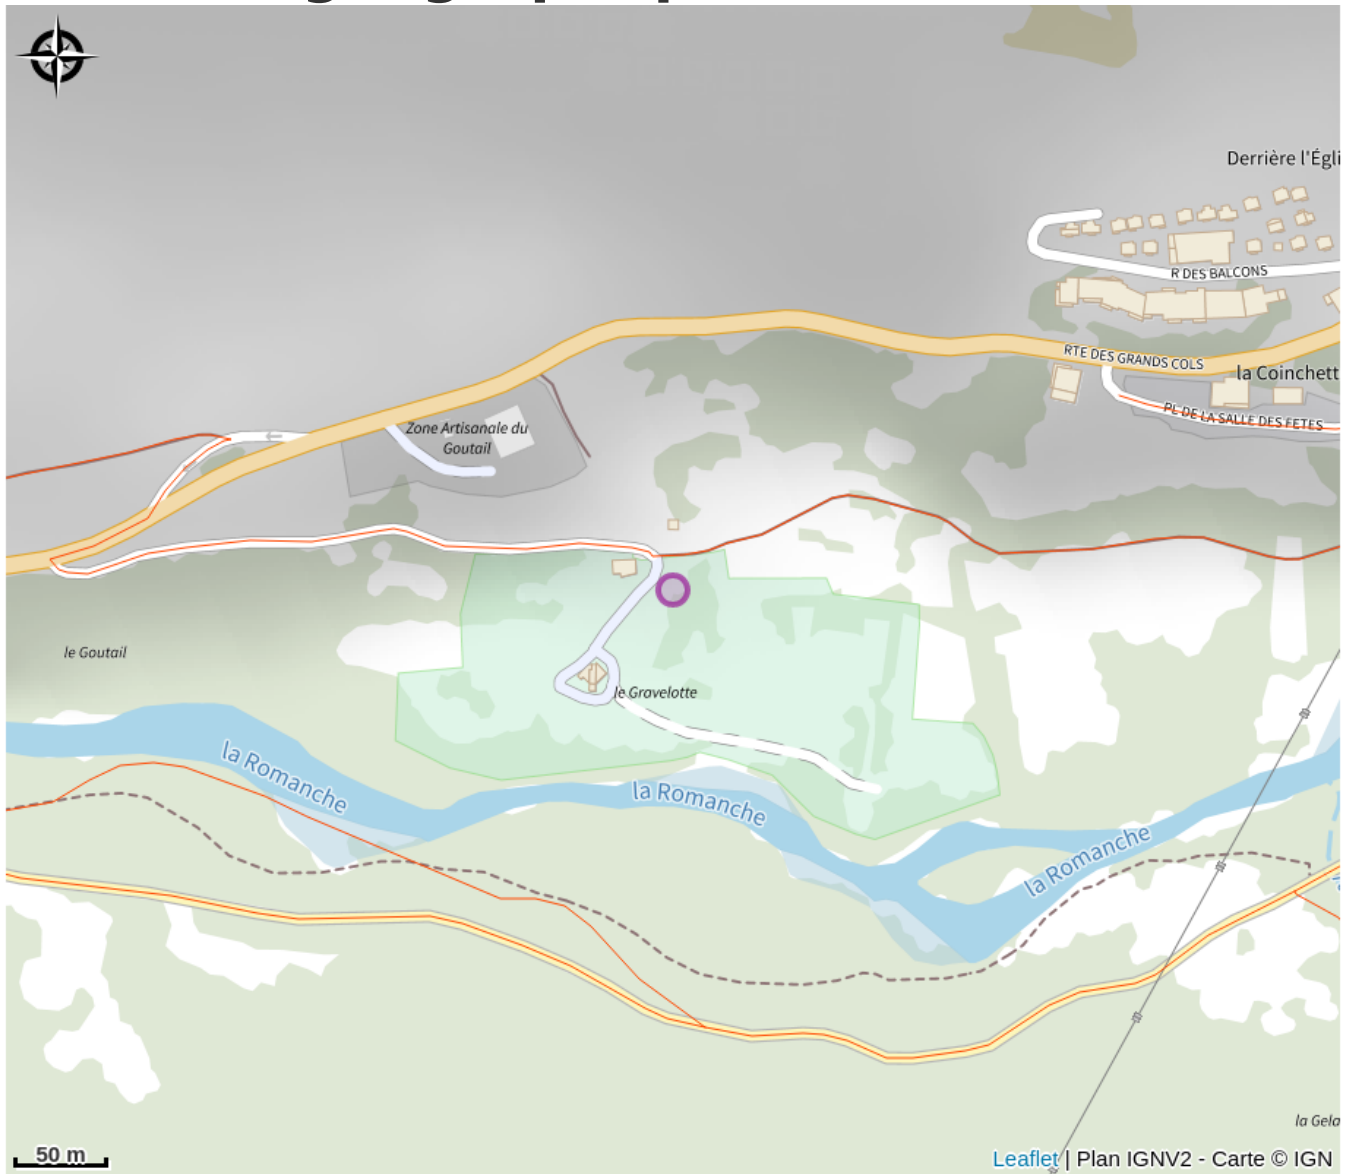 Derrière l'Égli
R DES BALCONS
RTE DES GRANDS COLS
la Coinchett
PL DE LA SALLE DES FETES
Zone Artisanale du
Goutail
le Goutail
le Gravelotte
la Romanche
la Romanche
la Romanche
la Gela
50 m
Leaflet | Plan IGNV2 - Carte © IGN